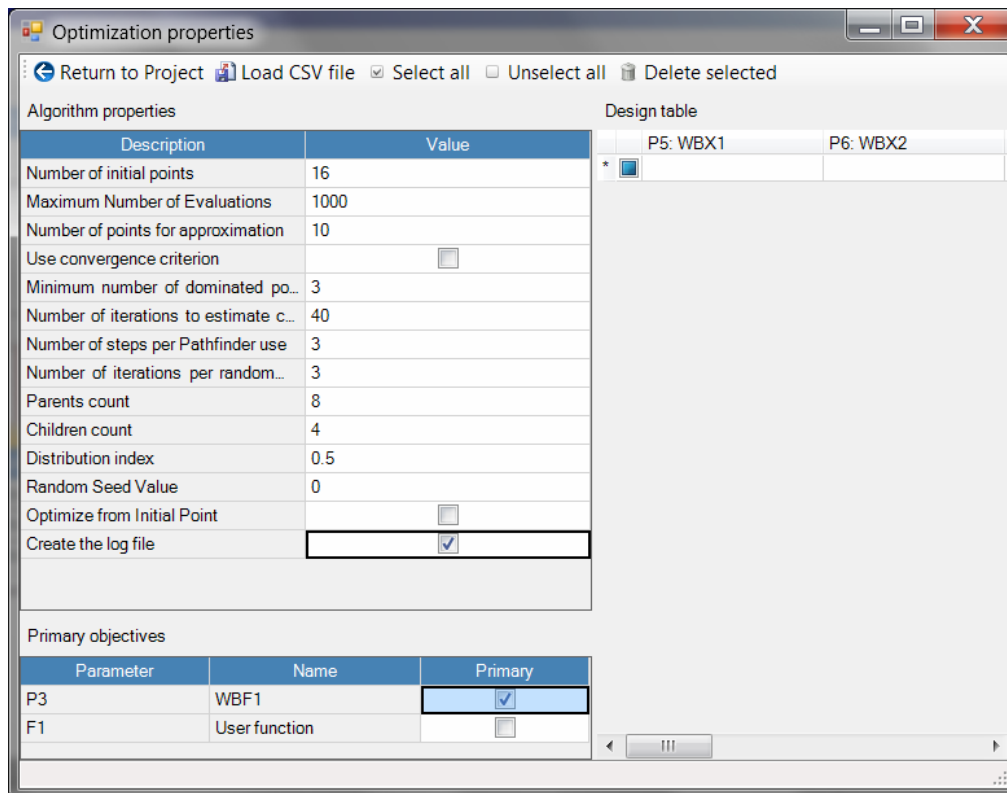 Optimization properties
Return to Project Load CSV file Select all Unselect all Delete selected
Algorithm properties
Description Value
Number of initial points 16
Maximum Number of Evaluations 1000
Number of points for approximation 10
Use convergence criterion
Minimum number of dominated po... 3
Number of iterations to estimate c... 40
Number of steps per Pathfinder use 3
Number of iterations per random... 3
Parents count 8
Children count 4
Distribution index 0.5
Random Seed Value 0
Optimize from Initial Point
Create the log file
Primary objectives
Parameter Name Primary
P3 WBF1
F1 User function
Design table
P5: WBX1 P6: WBX2
*